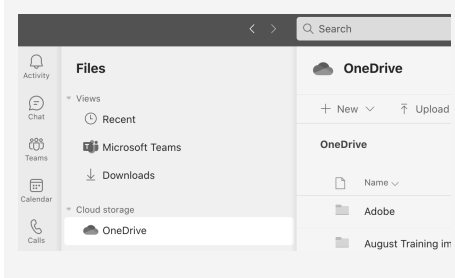 Search
Activity
Chat
Teams
Calendar
Calls
Files
Views
Recent
Microsoft Teams
Downloads
Cloud storage
OneDrive
OneDrive
New
Upload
OneDrive
Name
Adobe
August Training im